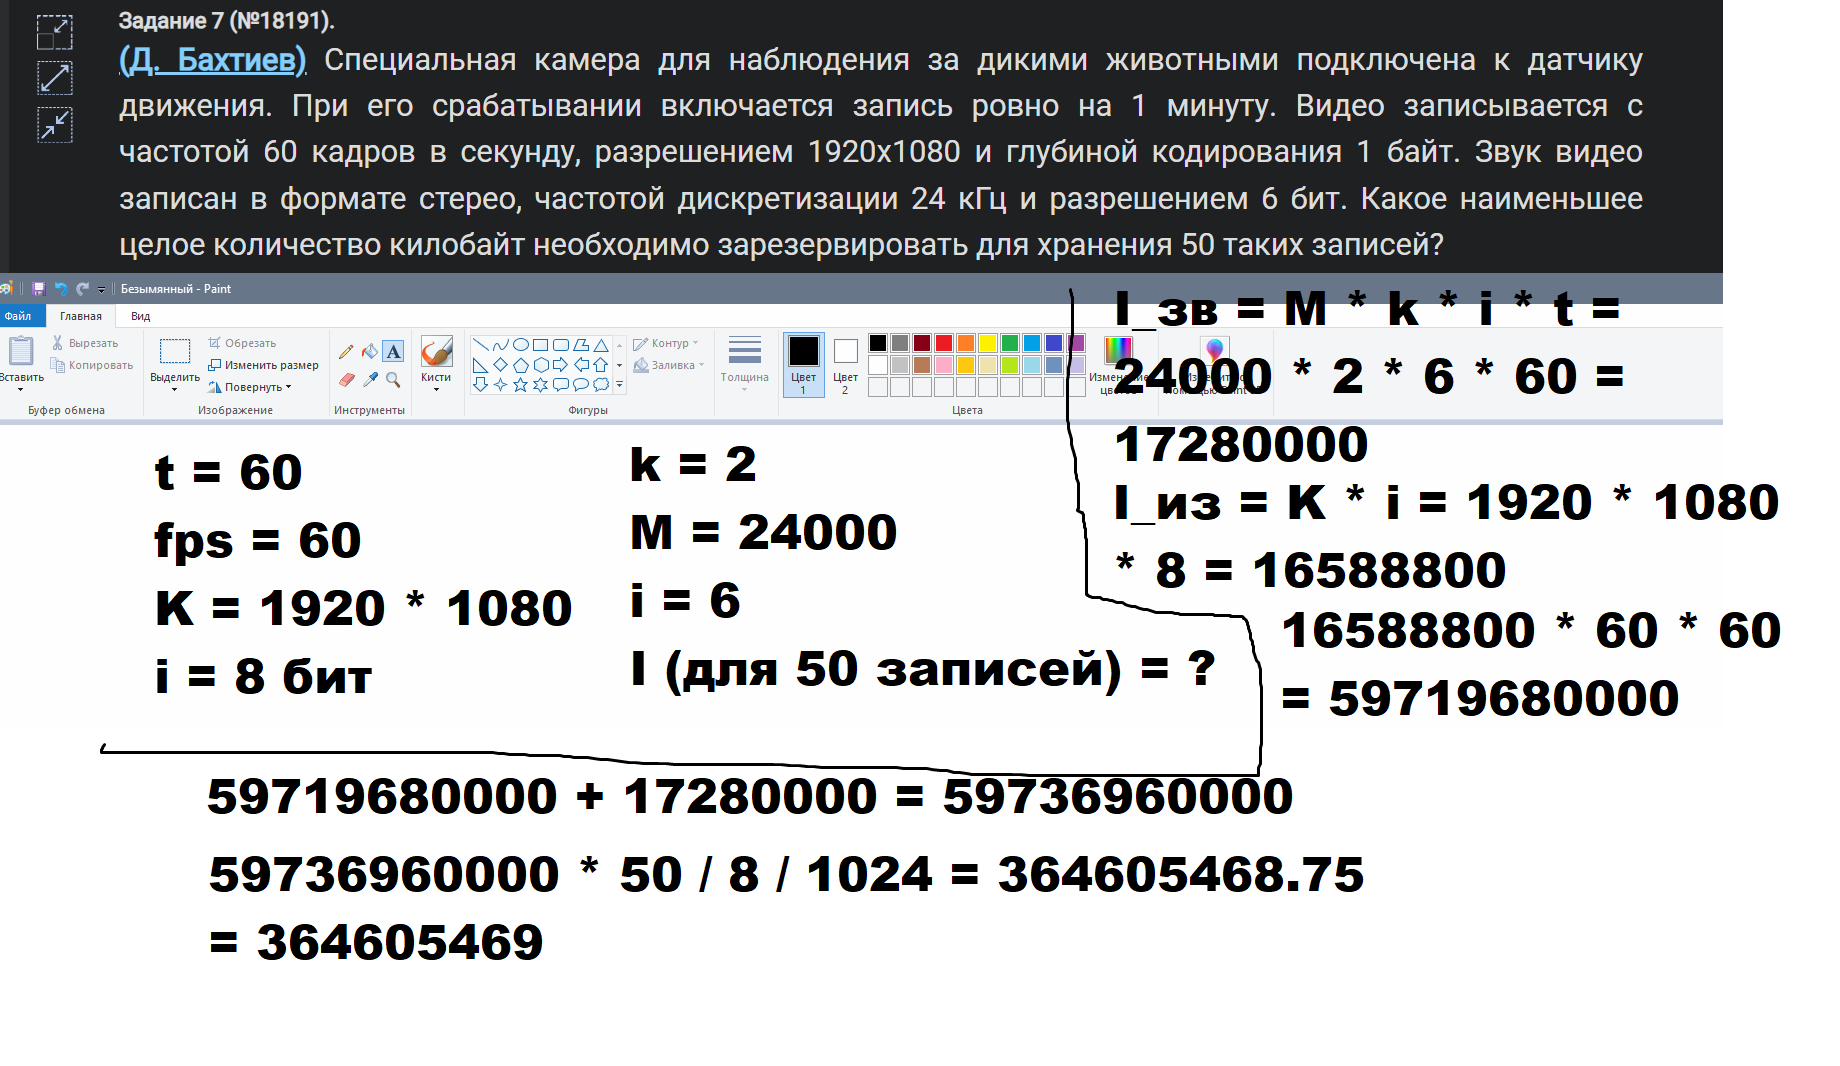 Задание 7 (№18191).
(Д. Бахтиев) Специальная камера для наблюдения за дикими животными подключена к датчику
движения. При его срабатывании включается запись ровно на 1 минуту. Видео записывается с
частотой 60 кадров в секунду, разрешением 1920x1080 и глубиной кодирования 1 байт. Звук видео
записан в формате стерео, частотой дискретизации 24 кГц и разрешением 6 бит. Какое наименьшее
целое количество килобайт необходимо зарезервировать для хранения 50 таких записей?
Безымянный - Paint
Файл Главная Вид
Вставить
Вырезать
Копировать
Буфер обмена
Выделить
Обрезать
Изменить размер
Повернуть
Изображение
Инструменты
Кисти
Фигуры
Контур
Заливка
Толщина
Цвет 1
Цвет 2
Цвета
I_зв = M * k * i * t =
24000 * 2 * 6 * 60 =
17280000
I_из = K * i = 1920 * 1080
* 8 = 16588800
16588800 * 60 * 60
= 59719680000
t = 60
fps = 60
K = 1920 * 1080
i = 8 бит
k = 2
M = 24000
i = 6
I (для 50 записей) = ?
59719680000 + 17280000 = 59736960000
59736960000 * 50 / 8 / 1024 = 364605468.75
= 364605469